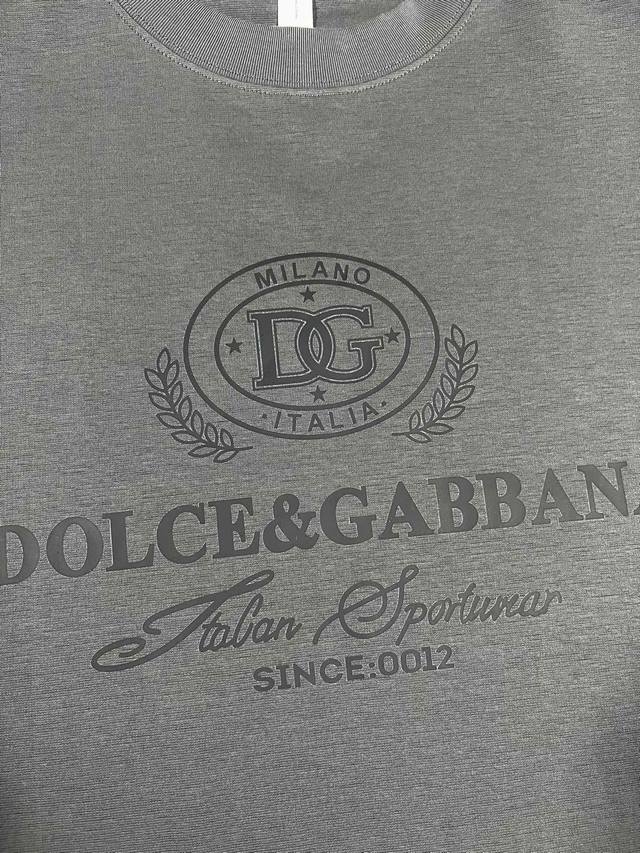 MILANO
DG
·ITALIA·
DOLCE&GABBANA
Italian Sportwear
SINCE:0012